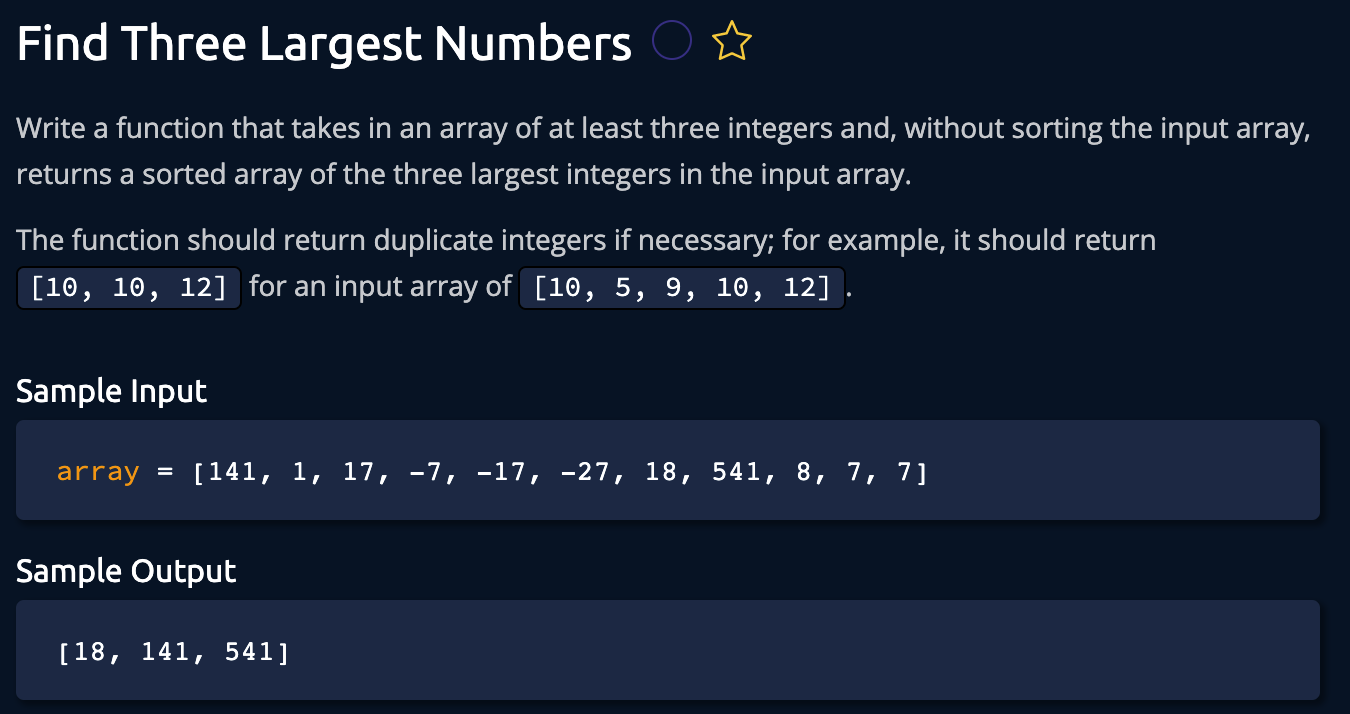 Find Three Largest Numbers
Write a function that takes in an array of at least three integers and, without sorting the input array,
returns a sorted array of the three largest integers in the input array.
The function should return duplicate integers if necessary; for example, it should return
[10, 10, 12] for an input array of [10, 5, 9, 10, 12].
Sample Input
array = [141, 1, 17, -7, -17, -27, 18, 541, 8, 7, 7]
Sample Output
[18, 141, 541]